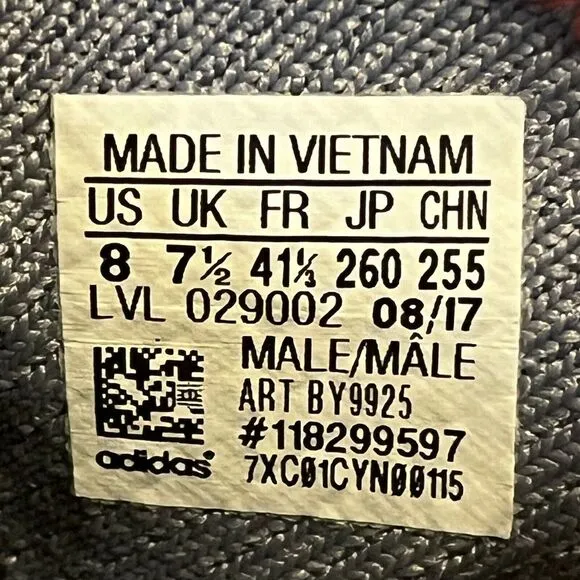 MADE IN VIETNAM
US UK FR JP CHN
8 7½ 41⅓ 260 255
LVL 029002 08/17
MALE/MÂLE
ART BY9925
#118299597
adidas 7XC01CYN00115